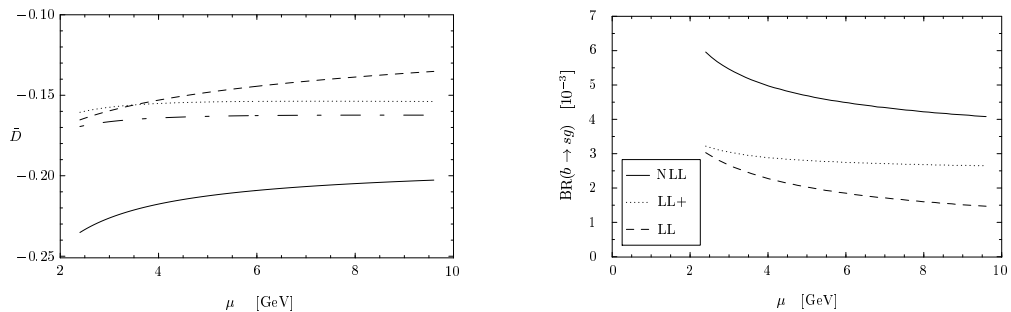 −0.10
−0.15
D̄
−0.20
−0.25
2 4 6 8 10
μ [GeV]
7
6
5
4
3
2
1
0
BR(b → sg) [10⁻³]
NLL
LL+
LL
0 2 4 6 8 10
μ [GeV]